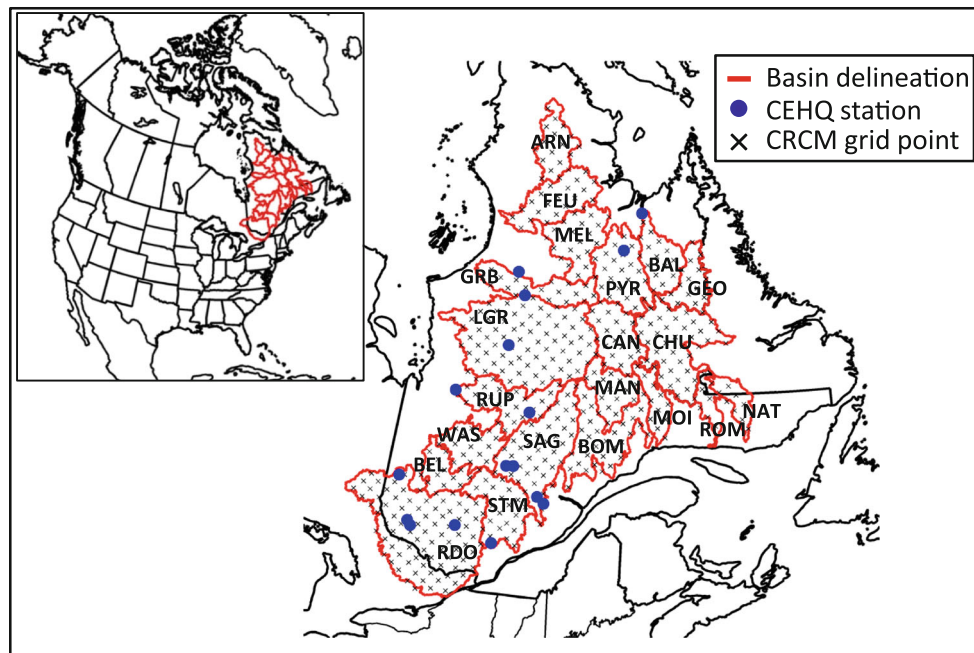 Basin delineation
CEHQ station
CRCM grid point
ARN
FEU
MEL
GRB
PYR
BAL
GEO
LGR
CAN
CHU
RUP
MAN
NAT
WAS
SAG
BOM
MOI
ROM
BEL
STM
RDO